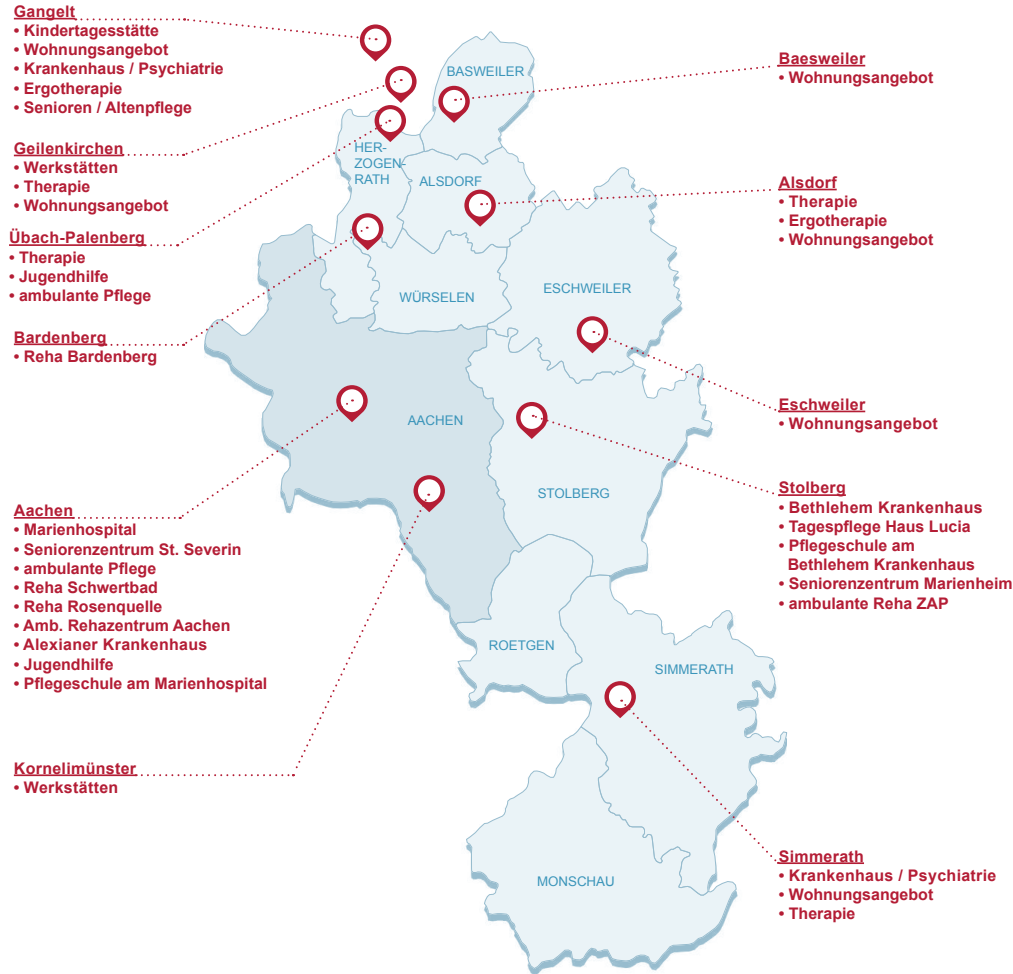 Gangelt
• Kindertagesstätte
• Wohnungsangebot
• Krankenhaus / Psychiatrie
• Ergotherapie
• Senioren / Altenpflege
Geilenkirchen
• Werkstätten
• Therapie
• Wohnungsangebot
Übach-Palenberg
• Therapie
• Jugendhilfe
• ambulante Pflege
Bardenberg
• Reha Bardenberg
Aachen
• Marienhospital
• Seniorenzentrum St. Severin
• ambulante Pflege
• Reha Schwertbad
• Reha Rosenquelle
• Amb. Rehazentrum Aachen
• Alexianer Krankenhaus
• Jugendhilfe
• Pflegeschule am Marienhospital
Kornelimünster
• Werkstätten
BASWEILER
HER-
ZOGEN-
RATH
ALSDORF
WÜRSELEN
ESCHWEILER
AACHEN
STOLBERG
ROETGEN
SIMMERATH
MONSCHAU
Baesweiler
• Wohnungsangebot
Alsdorf
• Therapie
• Ergotherapie
• Wohnungsangebot
Eschweiler
• Wohnungsangebot
Stolberg
• Bethlehem Krankenhaus
• Tagespflege Haus Lucia
• Pflegeschule am
Bethlehem Krankenhaus
• Seniorenzentrum Marienheim
• ambulante Reha ZAP
Simmerath
• Krankenhaus / Psychiatrie
• Wohnungsangebot
• Therapie